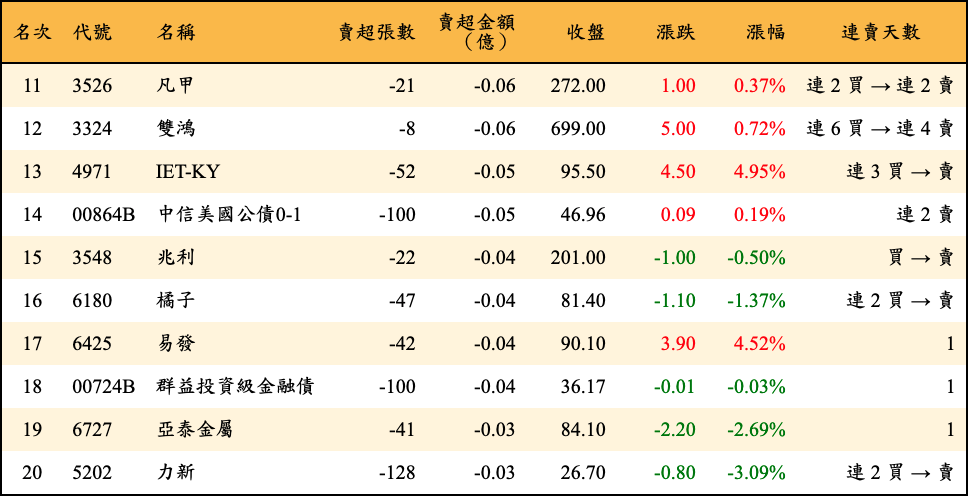 名次 代號 名稱 賣超張數 賣超金額（億） 收盤 漲跌 漲幅 連賣天數
11 3526 凡甲 -21 -0.06 272.00 1.00 0.37% 連 2 買 → 連 2 賣
12 3324 雙鴻 -8 -0.06 699.00 5.00 0.72% 連 6 買 → 連 4 賣
13 4971 IET-KY -52 -0.05 95.50 4.50 4.95% 連 3 買 → 賣
14 00864B 中信美國公債0-1 -100 -0.05 46.96 0.09 0.19% 連 2 賣
15 3548 兆利 -22 -0.04 201.00 -1.00 -0.50% 買 → 賣
16 6180 橘子 -47 -0.04 81.40 -1.10 -1.37% 連 2 買 → 賣
17 6425 易發 -42 -0.04 90.10 3.90 4.52% 1
18 00724B 群益投資級金融債 -100 -0.04 36.17 -0.01 -0.03% 1
19 6727 亞泰金屬 -41 -0.03 84.10 -2.20 -2.69% 1
20 5202 力新 -128 -0.03 26.70 -0.80 -3.09% 連 2 買 → 賣